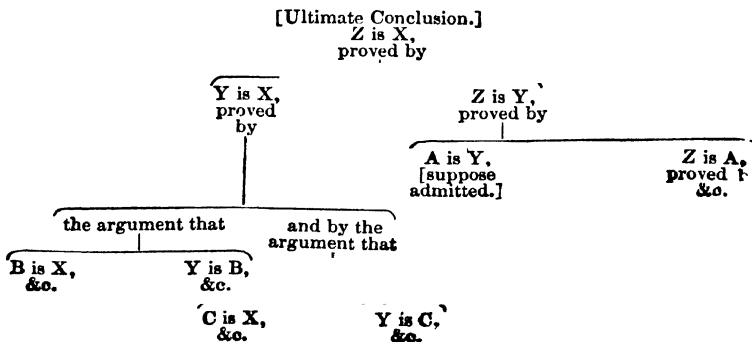 [Ultimate Conclusion.]
Z is X,
proved by
Y is X,
proved
by
Z is Y,
proved by
A is Y,
[suppose
admitted.]
Z is A,
proved
&c.
the argument that
and by the
argument that
B is X,
&c.
Y is B,
&c.
C is X,
&c.
Y is C,
&c.